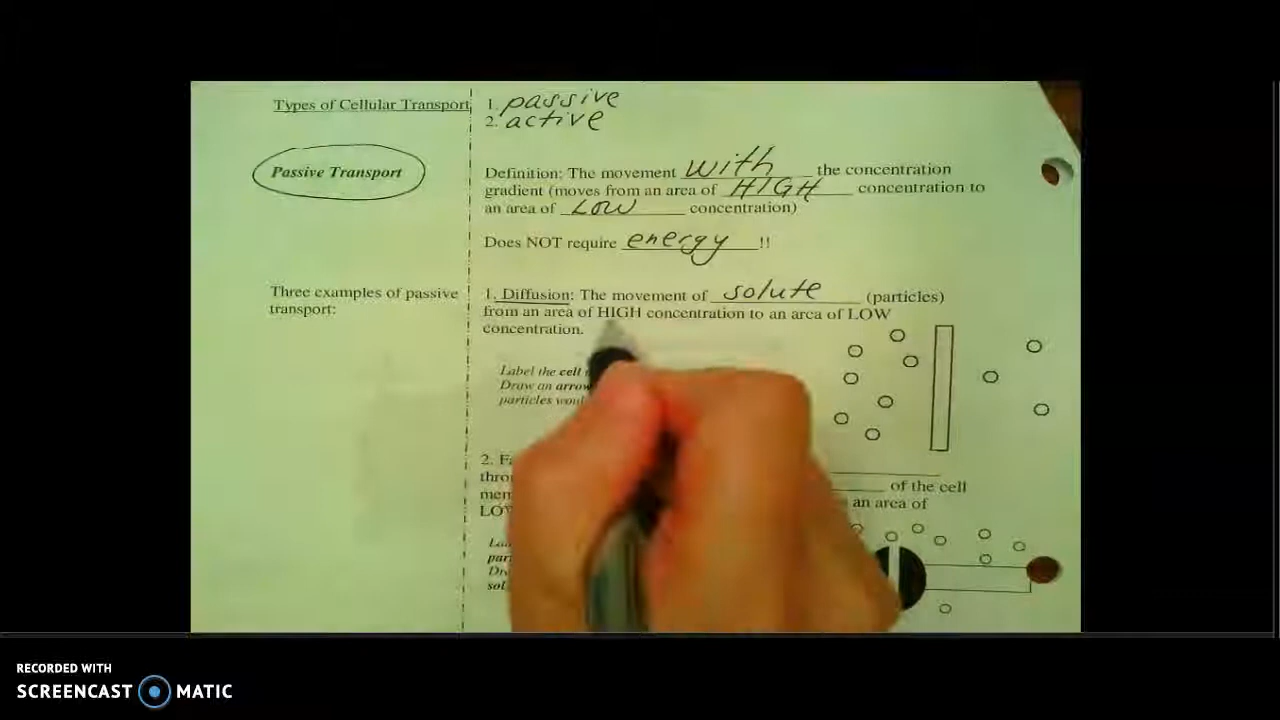 Types of Cellular Transport
1. passive
2. active
Passive Transport
Definition: The movement with the concentration
gradient (moves from an area of HIGH concentration to
an area of LOW concentration)
Does NOT require energy !!
Three examples of passive
transport:
1. Diffusion: The movement of solute (particles)
from an area of HIGH concentration to an area of LOW
concentration.
Label the cell
Draw an arrow
particles
2.
of the cell
an area of
RECORDED WITH
SCREENCAST MATIC